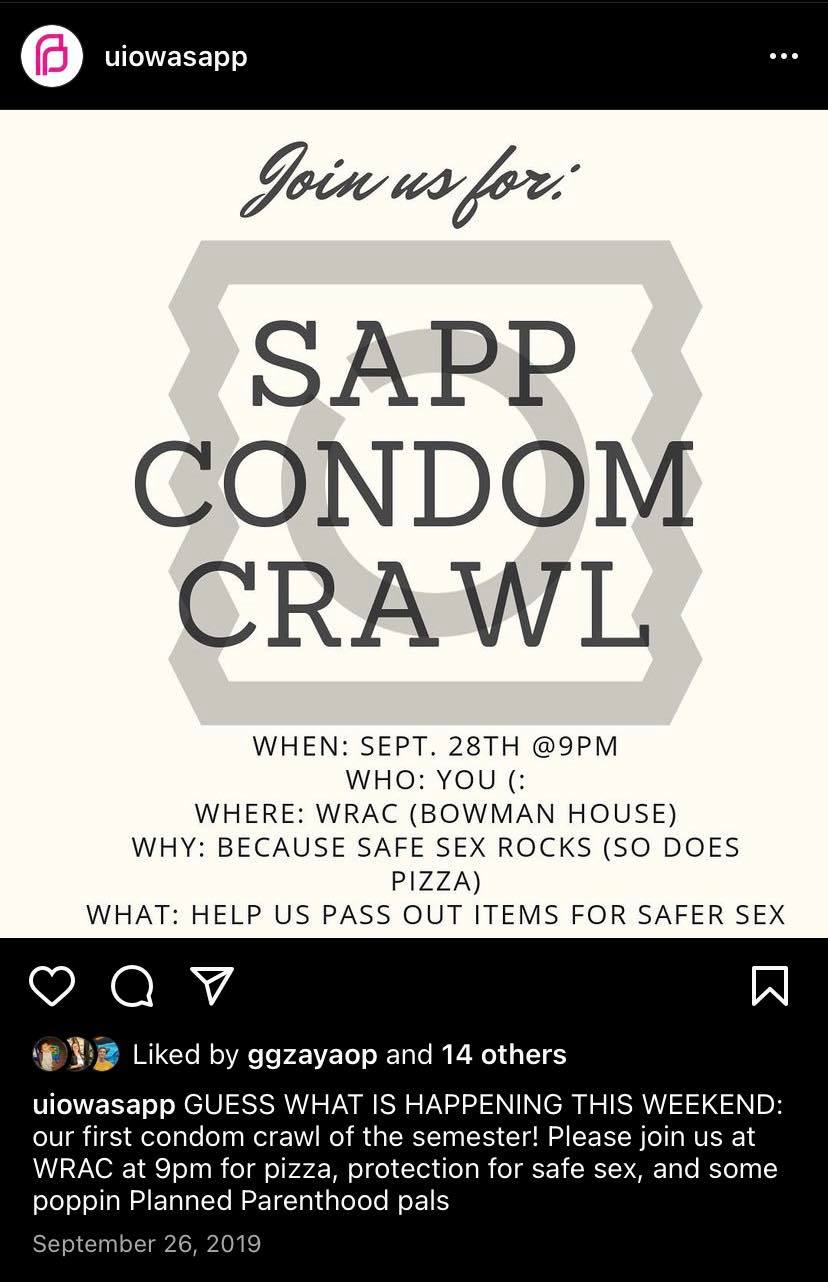 uiowasapp
Join us for:
SAPP
CONDOM
CRAWL
WHEN: SEPT. 28TH @9PM
WHO: YOU (:
WHERE: WRAC (BOWMAN HOUSE)
WHY: BECAUSE SAFE SEX ROCKS (SO DOES
PIZZA)
WHAT: HELP US PASS OUT ITEMS FOR SAFER SEX
Liked by ggzayaop and 14 others
uiowasapp GUESS WHAT IS HAPPENING THIS WEEKEND:
our first condom crawl of the semester! Please join us at
WRAC at 9pm for pizza, protection for safe sex, and some
poppin Planned Parenthood pals
September 26, 2019